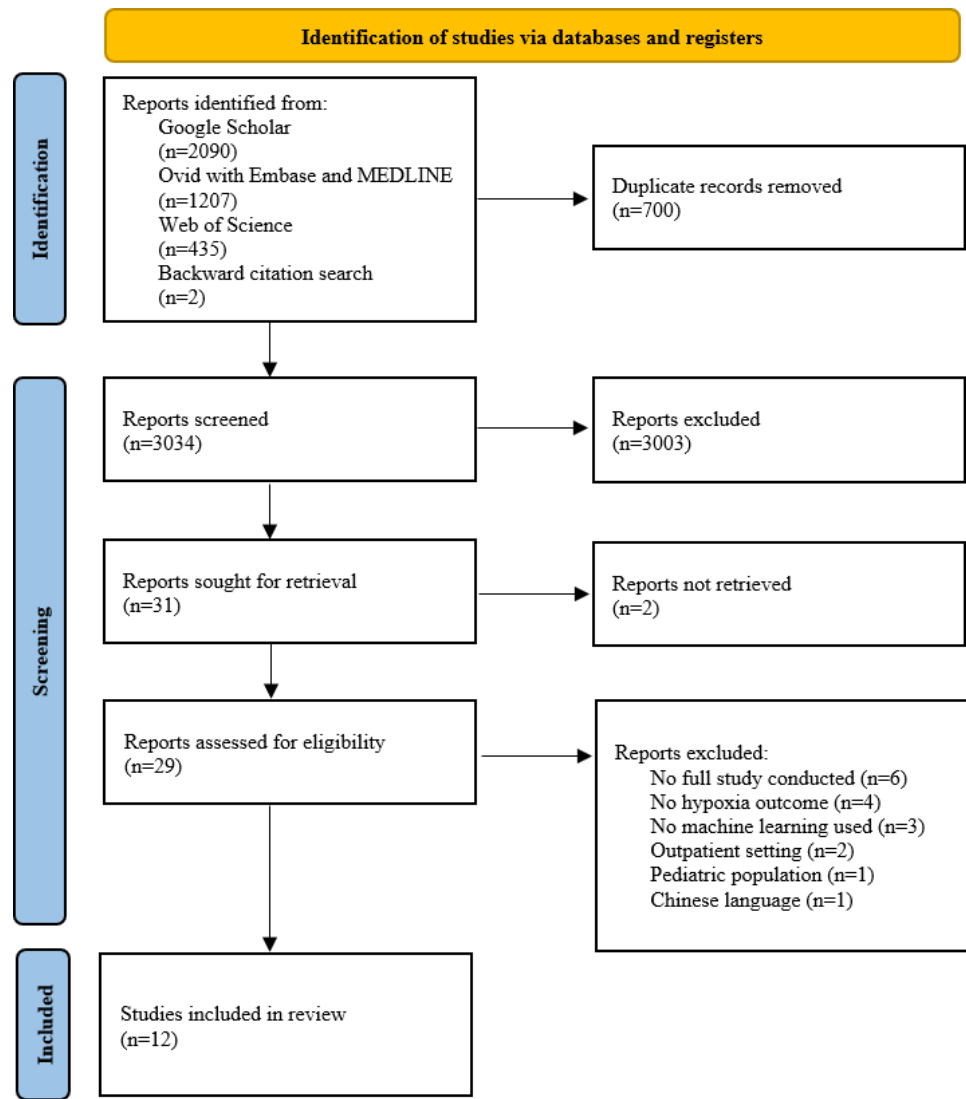 Identification of studies via databases and registers
Identification
Reports identified from:
Google Scholar
(n=2090)
Ovid with Embase and MEDLINE
(n=1207)
Web of Science
(n=435)
Backward citation search
(n=2)
Duplicate records removed
(n=700)
Screening
Reports screened
(n=3034)
Reports excluded
(n=3003)
Reports sought for retrieval
(n=31)
Reports not retrieved
(n=2)
Reports assessed for eligibility
(n=29)
Reports excluded:
No full study conducted (n=6)
No hypoxia outcome (n=4)
No machine learning used (n=3)
Outpatient setting (n=2)
Pediatric population (n=1)
Chinese language (n=1)
Included
Studies included in review
(n=12)